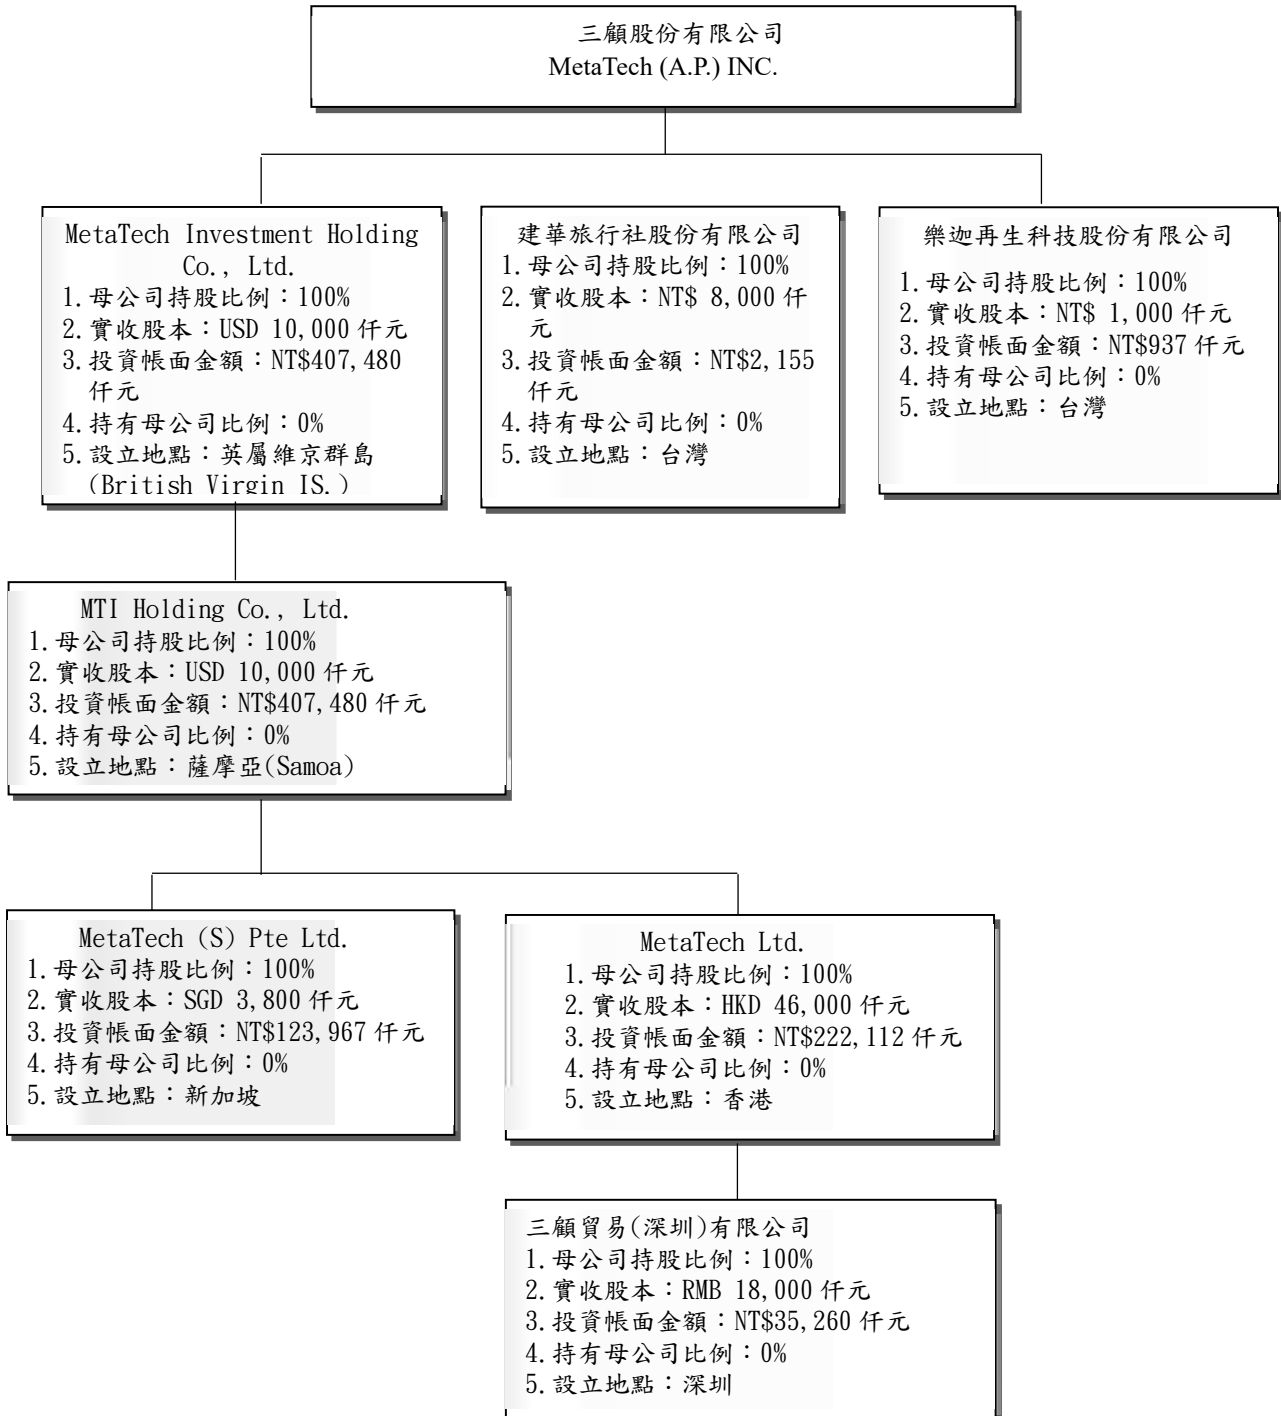 三顧股份有限公司
MetaTech (A.P.) INC.
MetaTech Investment Holding
Co., Ltd.
1.母公司持股比例：100%
2.實收股本：USD 10,000 仟元
3.投資帳面金額：NT$407,480
仟元
4.持有母公司比例：0%
5.設立地點：英屬維京群島
(British Virgin IS.)
建華旅行社股份有限公司
1.母公司持股比例：100%
2.實收股本：NT$ 8,000 仟
元
3.投資帳面金額：NT$2,155
仟元
4.持有母公司比例：0%
5.設立地點：台灣
樂迦再生科技股份有限公司
1.母公司持股比例：100%
2.實收股本：NT$ 1,000 仟元
3.投資帳面金額：NT$937 仟元
4.持有母公司比例：0%
5.設立地點：台灣
MTI Holding Co., Ltd.
1.母公司持股比例：100%
2.實收股本：USD 10,000 仟元
3.投資帳面金額：NT$407,480 仟元
4.持有母公司比例：0%
5.設立地點：薩摩亞(Samoa)
MetaTech (S) Pte Ltd.
1.母公司持股比例：100%
2.實收股本：SGD 3,800 仟元
3.投資帳面金額：NT$123,967 仟元
4.持有母公司比例：0%
5.設立地點：新加坡
MetaTech Ltd.
1.母公司持股比例：100%
2.實收股本：HKD 46,000 仟元
3.投資帳面金額：NT$222,112 仟元
4.持有母公司比例：0%
5.設立地點：香港
三顧貿易(深圳)有限公司
1.母公司持股比例：100%
2.實收股本：RMB 18,000 仟元
3.投資帳面金額：NT$35,260 仟元
4.持有母公司比例：0%
5.設立地點：深圳